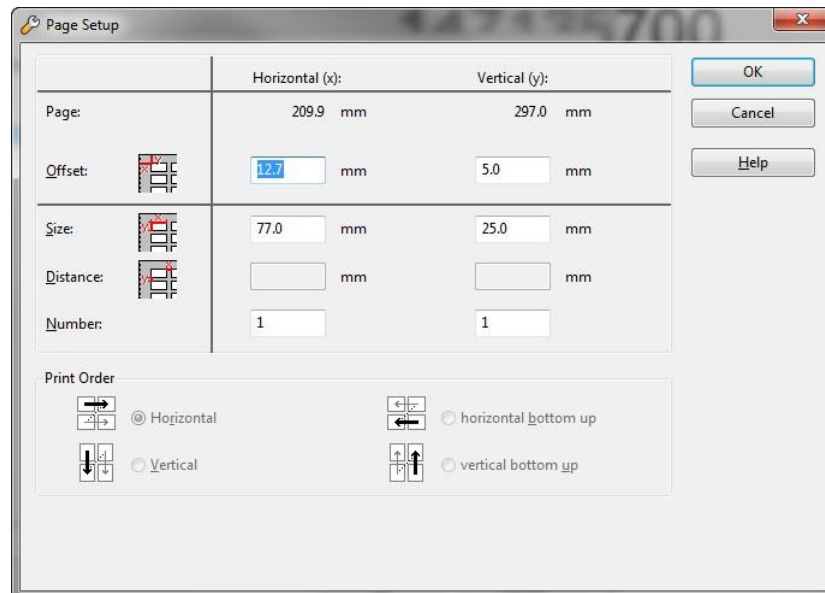 Page Setup
Horizontal (x): Vertical (y):
Page: 209.9 mm 297.0 mm
Offset: 12.7 mm 5.0 mm
Size: 77.0 mm 25.0 mm
Distance: mm mm
Number: 1 1
Print Order
Horizontal horizontal bottom up
Vertical vertical bottom up
OK
Cancel
Help